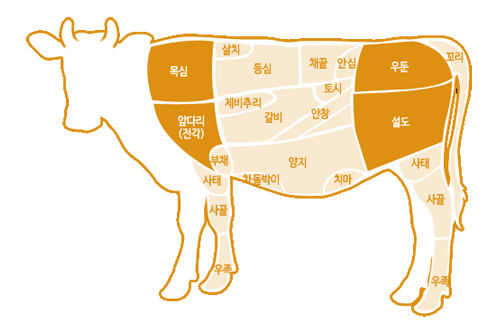 살치
목심
등심
채끌
안심
우둔
꼬리
토시
제비추리
앞다리
(전각)
갈비
안창
설도
부채
양지
사태
차돌박이
치마
사태
사골
사골
우족
우족